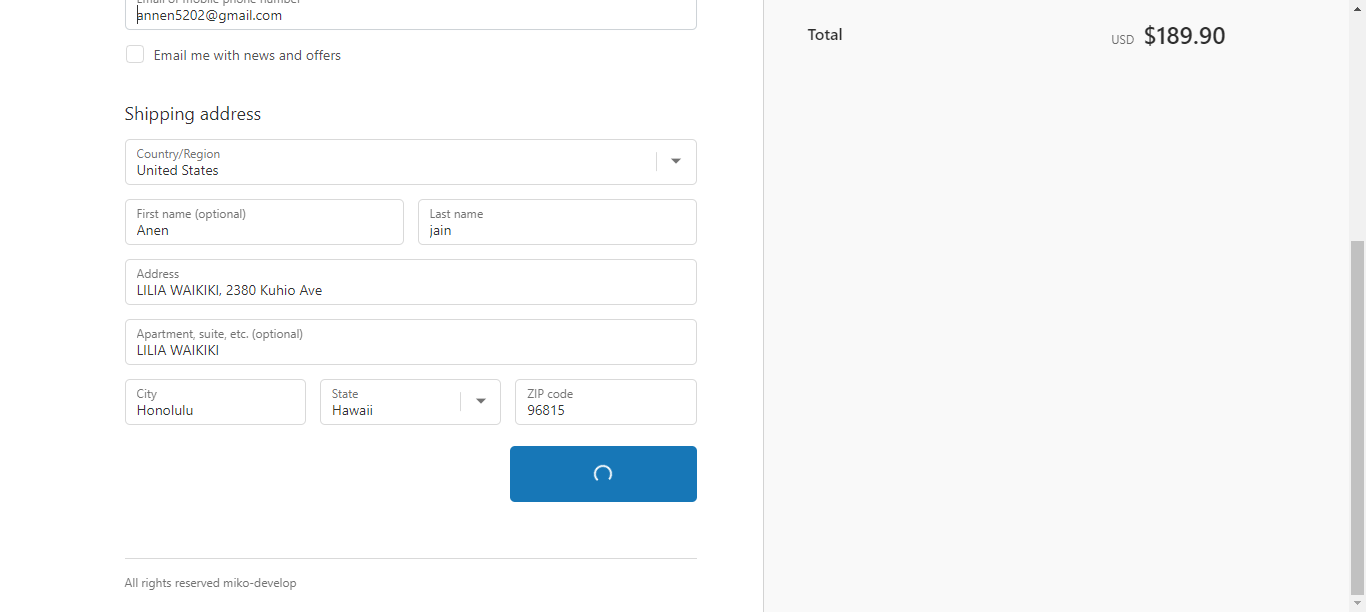 Email or mobile phone number
annen5202@gmail.com
Email me with news and offers
Shipping address
Country/Region
United States
First name (optional)
Anen
Last name
jain
Address
LILIA WAIKIKI, 2380 Kuhio Ave
Apartment, suite, etc. (optional)
LILIA WAIKIKI
City
Honolulu
State
Hawaii
ZIP code
96815
All rights reserved miko-develop
Total
USD $189.90